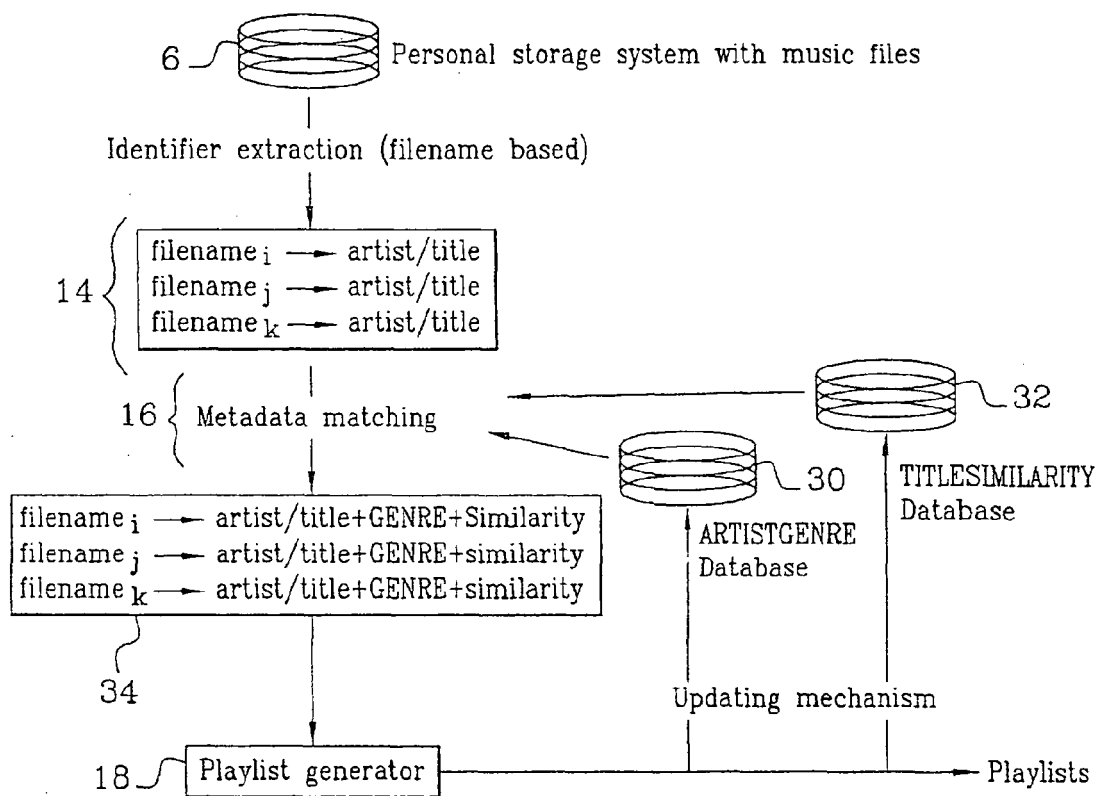 6 Personal storage system with music files
Identifier extraction (filename based)
14
filename i → artist/title
filename j → artist/title
filename k → artist/title
16 Metadata matching
32
30
TITLESIMILARITY
Database
ARTISTGENRE
Database
filename i → artist/title+GENRE+Similarity
filename j → artist/title+GENRE+similarity
filename k → artist/title+GENRE+similarity
34
Updating mechanism
18 Playlist generator
Playlists